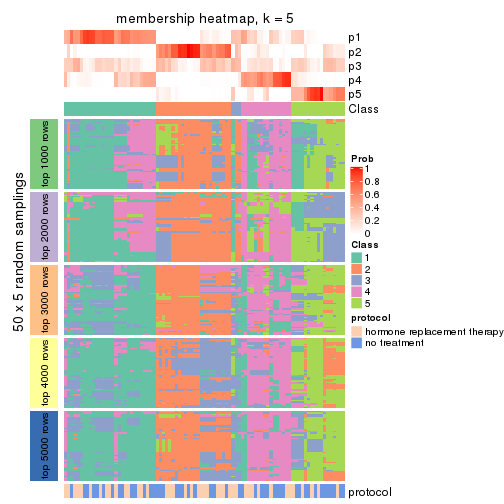 membership heatmap, k = 5
p1
p2
p3
p4
p5
Class
50 x 5 random samplings
top 1000 rows
top 2000 rows
top 3000 rows
top 4000 rows
top 5000 rows
protocol
Prob
1
0.8
0.6
0.4
0.2
0
Class
1
2
3
4
5
protocol
hormone replacement therapy
no treatment